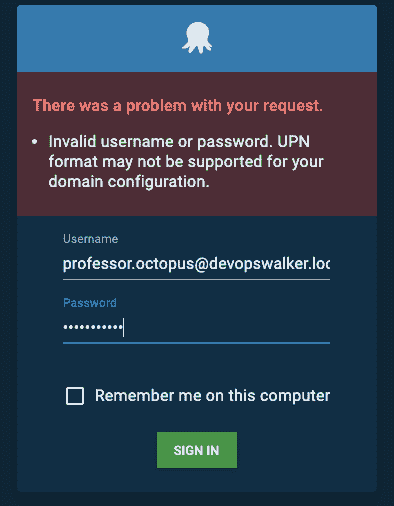 There was a problem with your request.
• Invalid username or password. UPN
format may not be supported for your
domain configuration.
Username
professor.octopus@devopswalker.loc
Password
•••••••••••
Remember me on this computer
SIGN IN